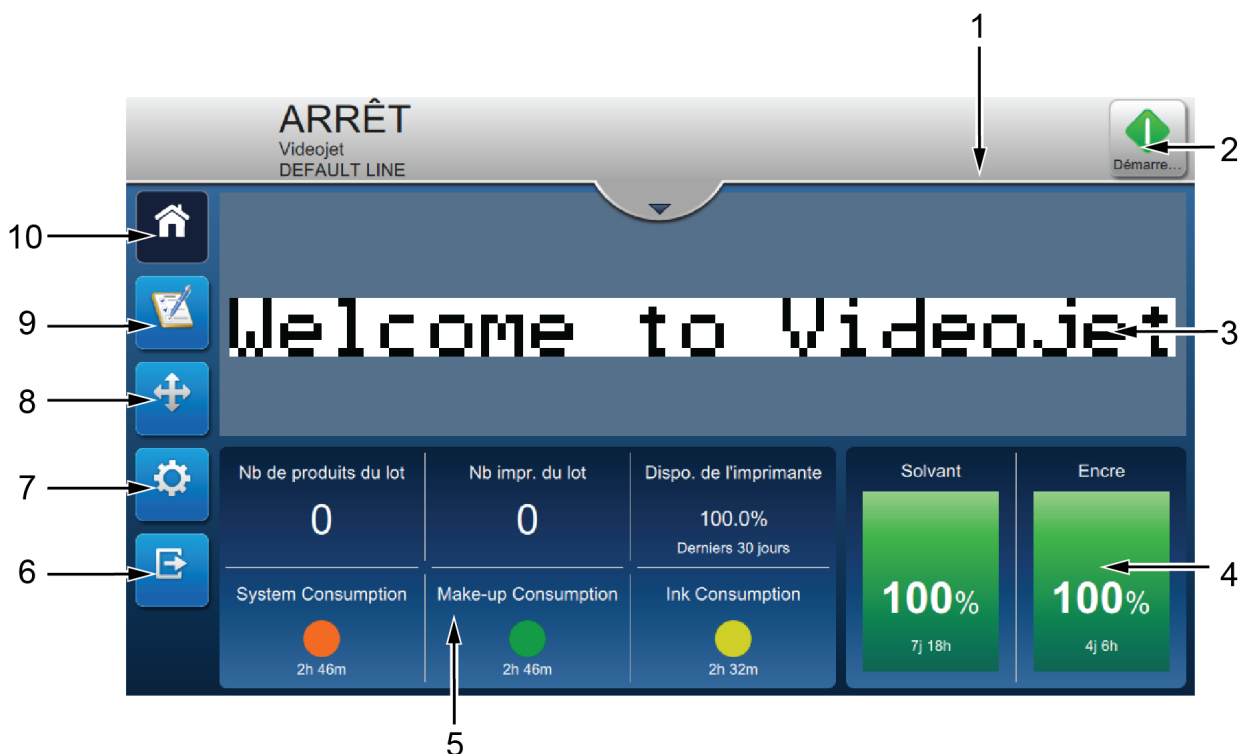 1
ARRÊT
Videojet
DEFAULT LINE
Démarre...
2
10
9
Welcome to Videojet
3
8
7
6
Nb de produits du lot
0
Nb impr. du lot
0
Dispo. de l'imprimante
100.0%
Derniers 30 jours
System Consumption
2h 46m
Make-up Consumption
2h 46m
Ink Consumption
2h 32m
Solvant
100%
7j 18h
Encre
100%
4j 6h
4
5